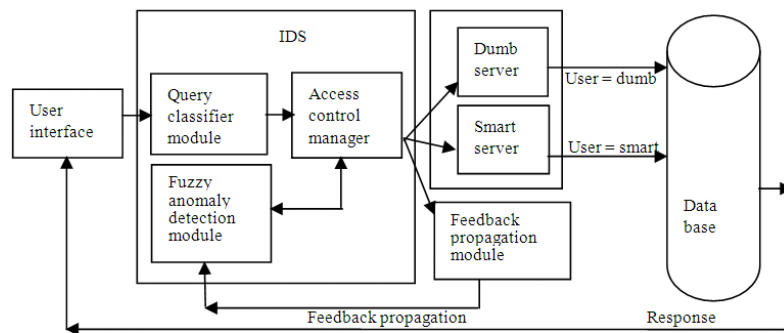 IDS
User
interface
Query
classifier
module
Access
control
manager
Fuzzy
anomaly
detection
module
Dumb
server
Smart
server
User = dumb
User = smart
Feedback
propagation
module
Data
base
Feedback propagation
Response